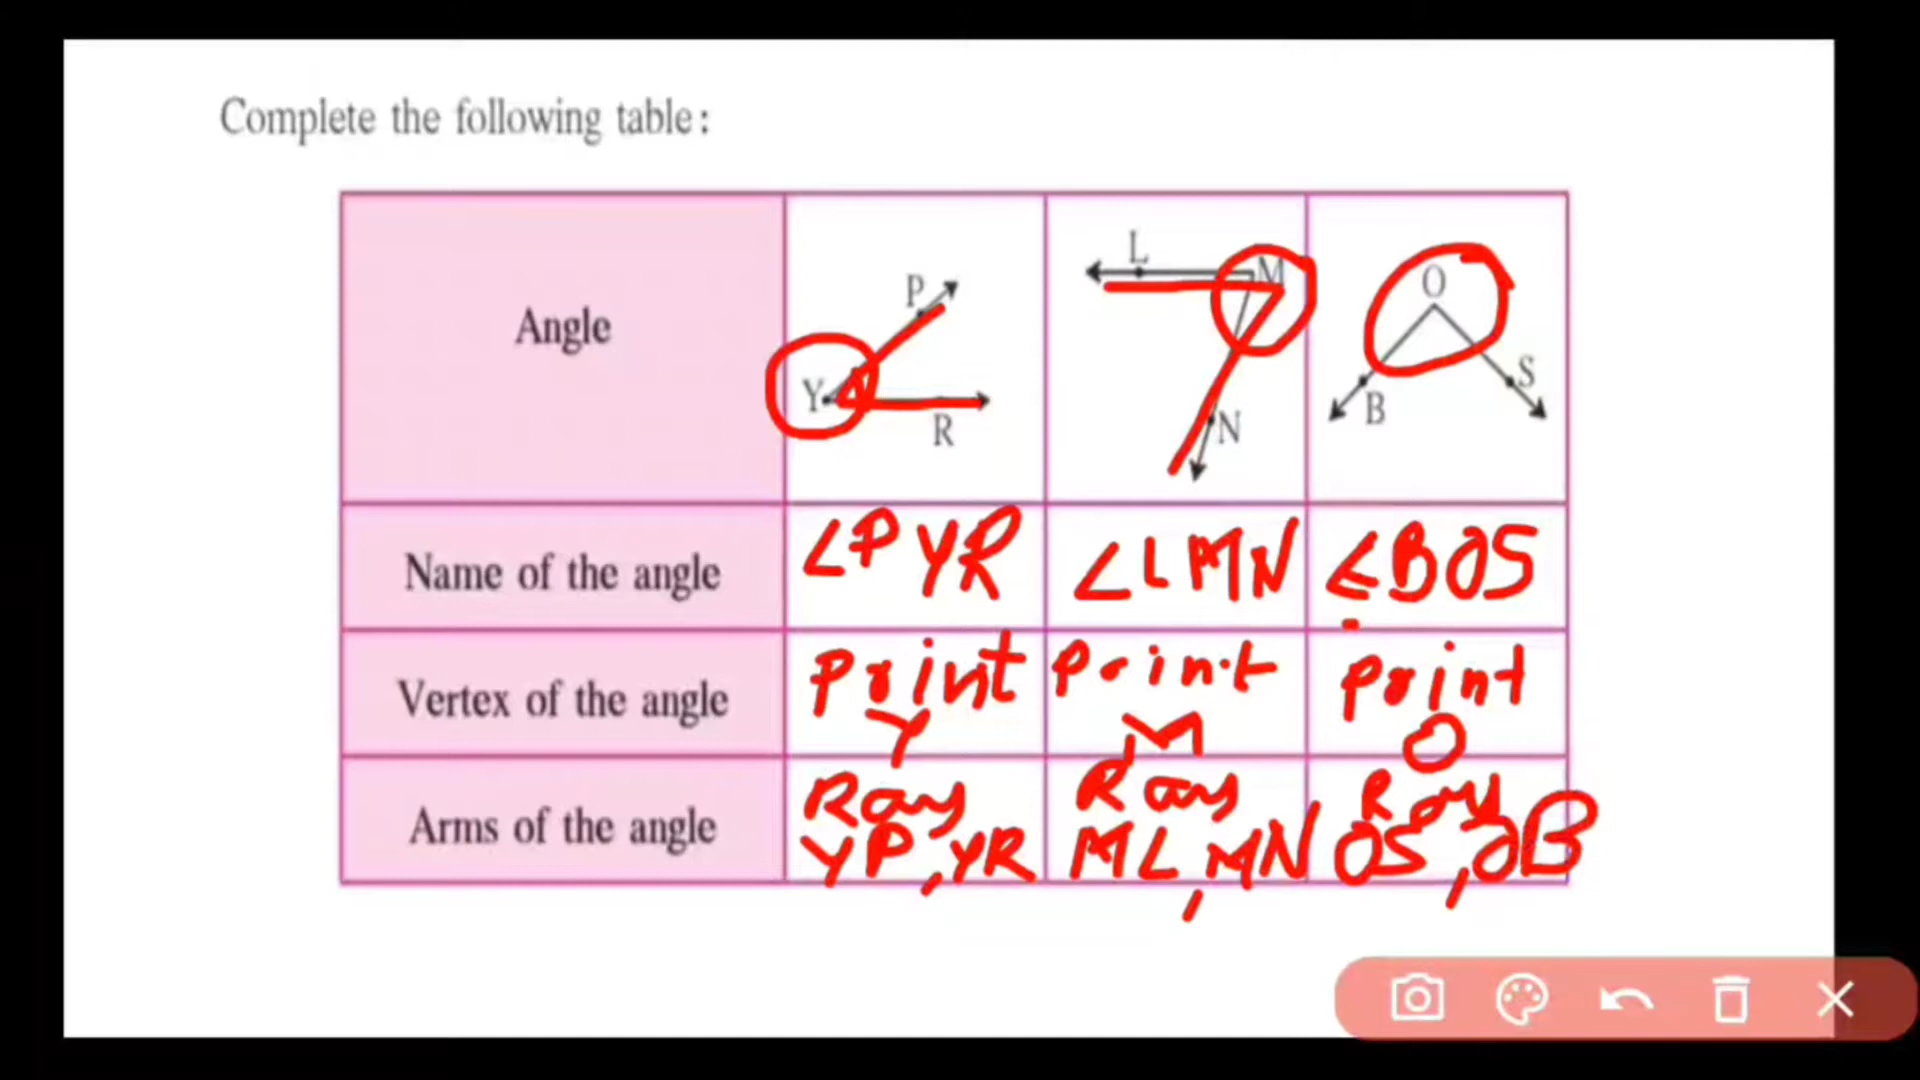 Complete the following table:
Angle
P
Y
R
L
M
N
O
B
S
Name of the angle
∠PYR
∠LMN
∠BOS
Vertex of the angle
Point
Y
Point
M
Point
O
Arms of the angle
Ray
YP, YR
Ray
ML, MN
Ray
OS, OB